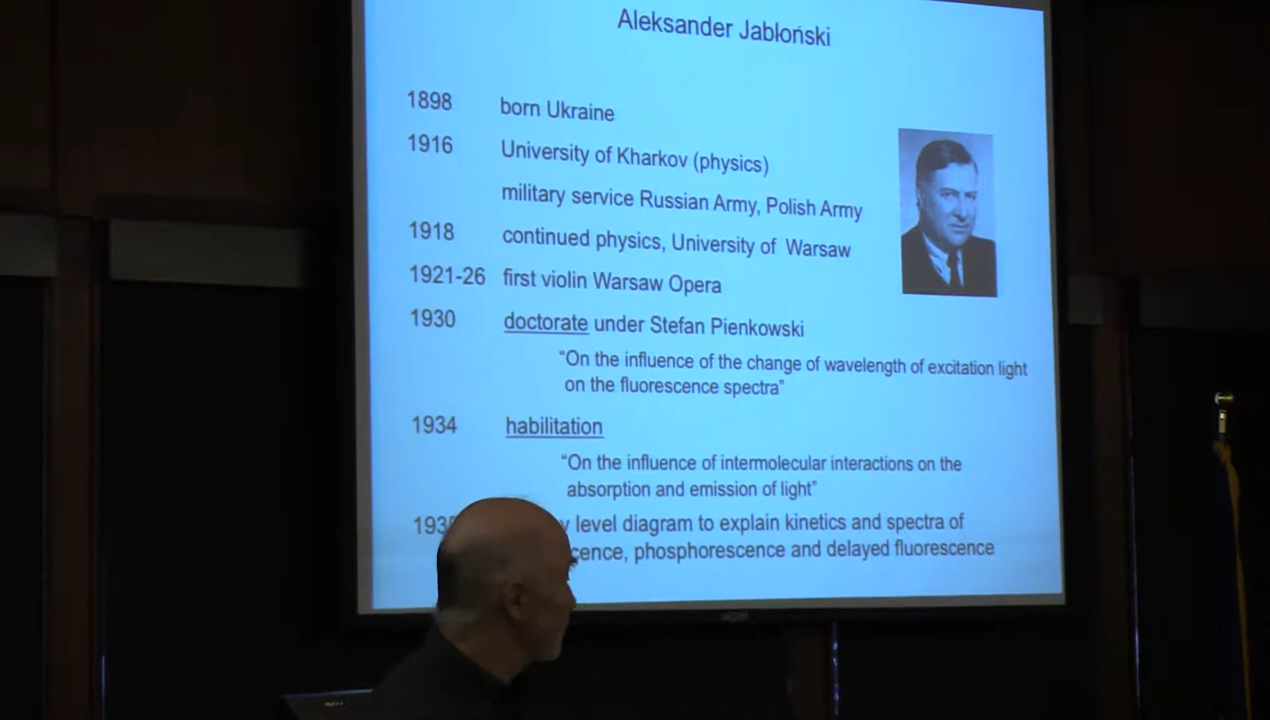 Aleksander Jabłoński
1898 born Ukraine
1916 University of Kharkov (physics)
military service Russian Army, Polish Army
1918 continued physics, University of Warsaw
1921-26 first violin Warsaw Opera
1930 doctorate under Stefan Pienkowski
"On the influence of the change of wavelength of excitation light
on the fluorescence spectra"
1934 habilitation
"On the influence of intermolecular interactions on the
absorption and emission of light"
level diagram to explain kinetics and spectra of
phosphorescence and delayed fluorescence